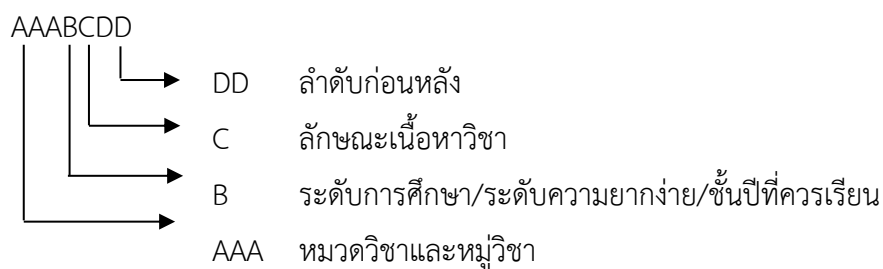 AAABCDD
DD ลำดับก่อนหลัง
C ลักษณะเนื้อหาวิชา
B ระดับการศึกษา/ระดับความยากง่าย/ชั้นปีที่ควรเรียน
AAA หมวดวิชาและหมู่วิชา